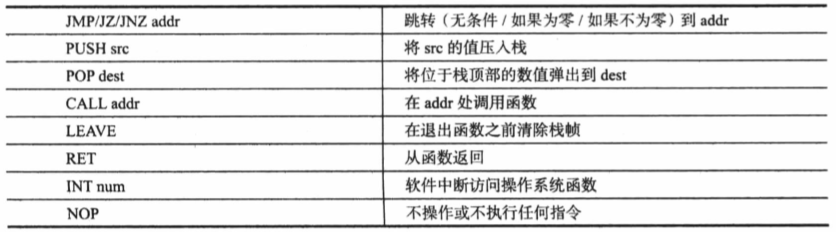 JMP/JZ/JNZ addr 跳转（无条件 / 如果为零 / 如果不为零）到 addr
PUSH src 将 src 的值压入栈
POP dest 将位于栈顶部的数值弹出到 dest
CALL addr 在 addr 处调用函数
LEAVE 在退出函数之前清除栈帧
RET 从函数返回
INT num 软件中断访问操作系统函数
NOP 不操作或不执行任何指令